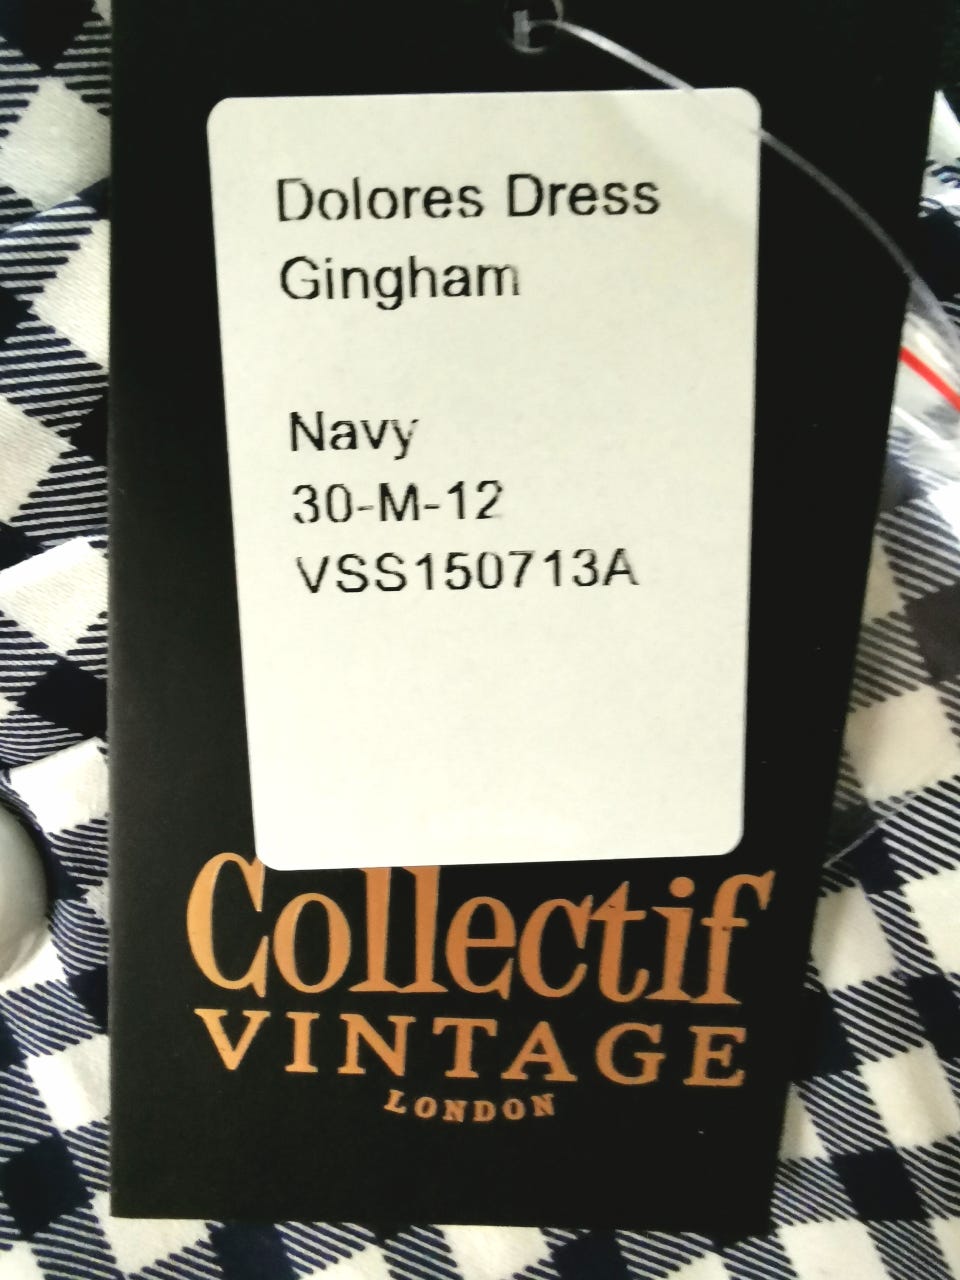 Dolores Dress
Gingham
Navy
30-M-12
VSS150713A
Collectif
VINTAGE
LONDON